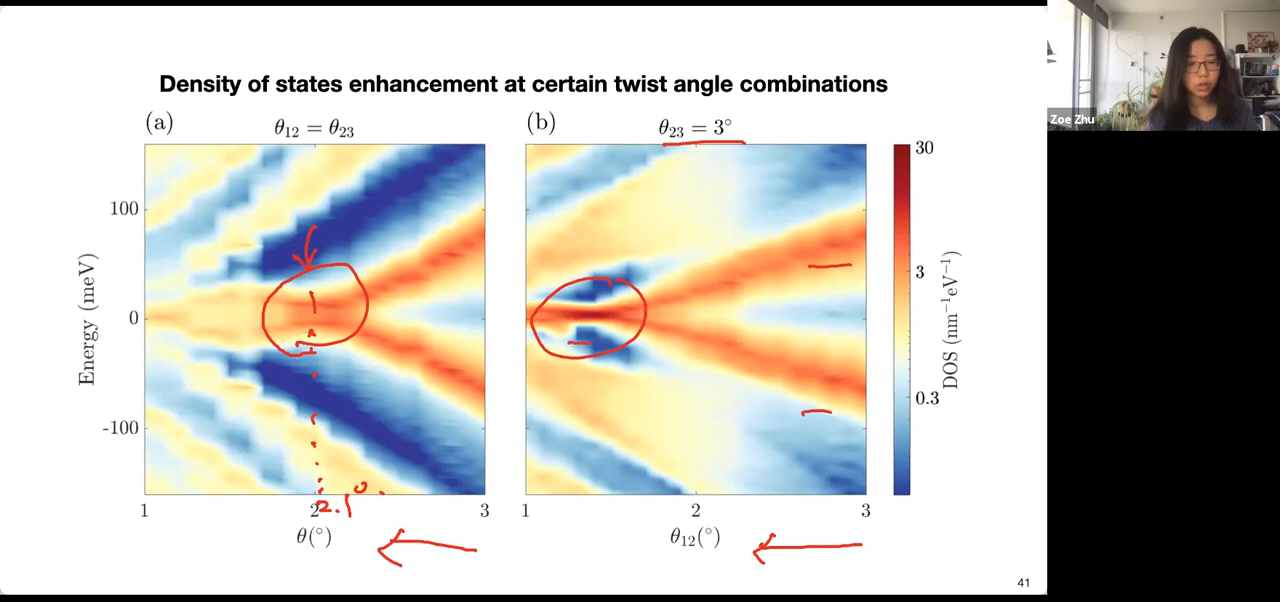 Density of states enhancement at certain twist angle combinations
(a)
θ₁₂ = θ₂₃
(b)
θ₂₃ = 3°
Energy (meV)
100
0
-100
1
2
3
θ(°)
2.1°
1
2
3
θ₁₂(°)
30
3
0.3
DOS (nm⁻¹eV⁻¹)
41
Zoe Zhu